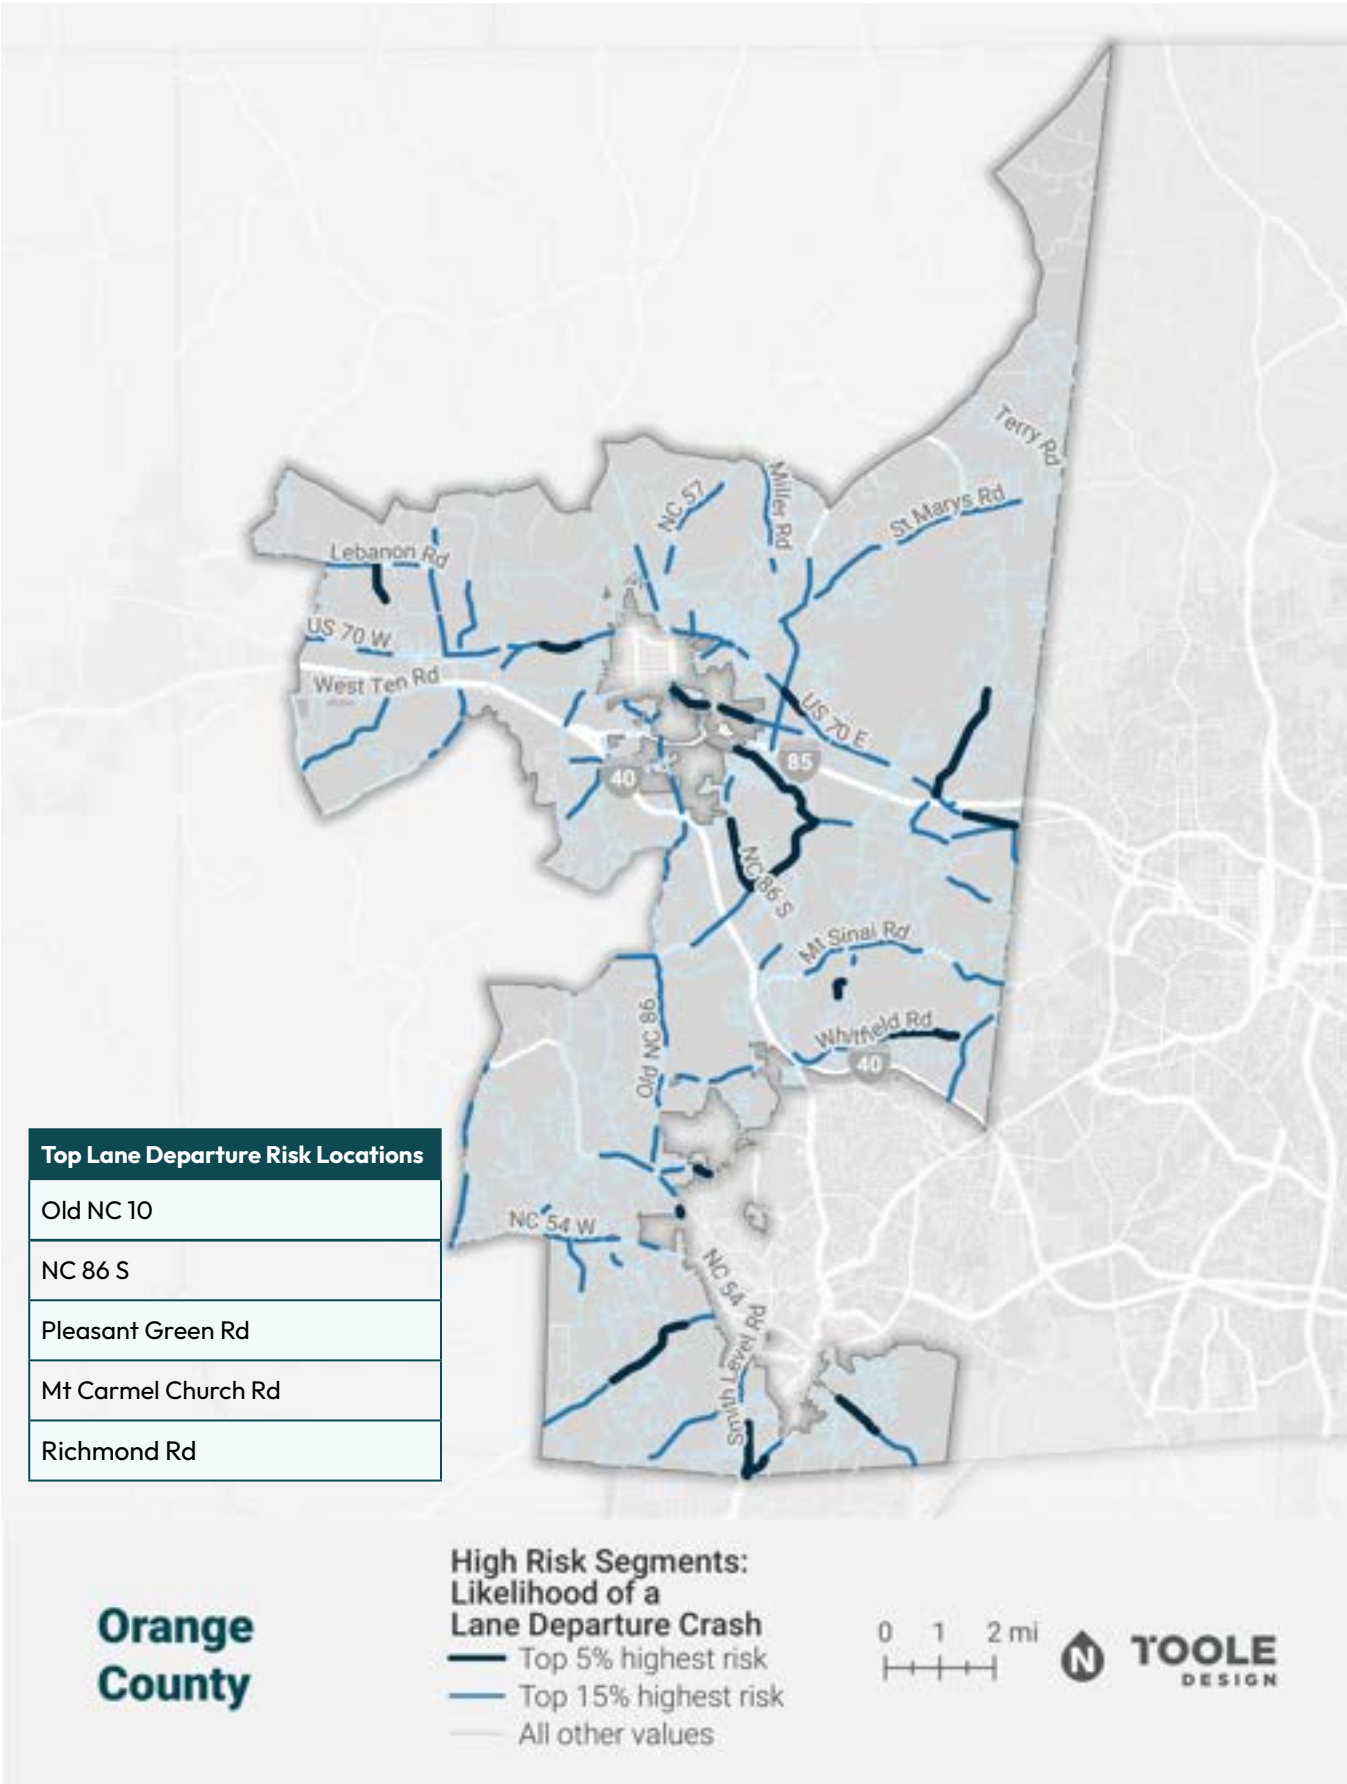 Terry Rd
NC 57
Miller Rd
St Marys Rd
Lebanon Rd
US 70 W
West Ten Rd
US 70 E
85
40
NC 86 S
Mt Sinai Rd
Old NC 86
Whitfield Rd
40
Top Lane Departure Risk Locations
Old NC 10
NC 86 S
Pleasant Green Rd
Mt Carmel Church Rd
Richmond Rd
NC 54 W
NC 54
Smith Level Rd
Orange
County
High Risk Segments:
Likelihood of a
Lane Departure Crash
Top 5% highest risk
Top 15% highest risk
All other values
0 1 2 mi
N
TOOLE
DESIGN